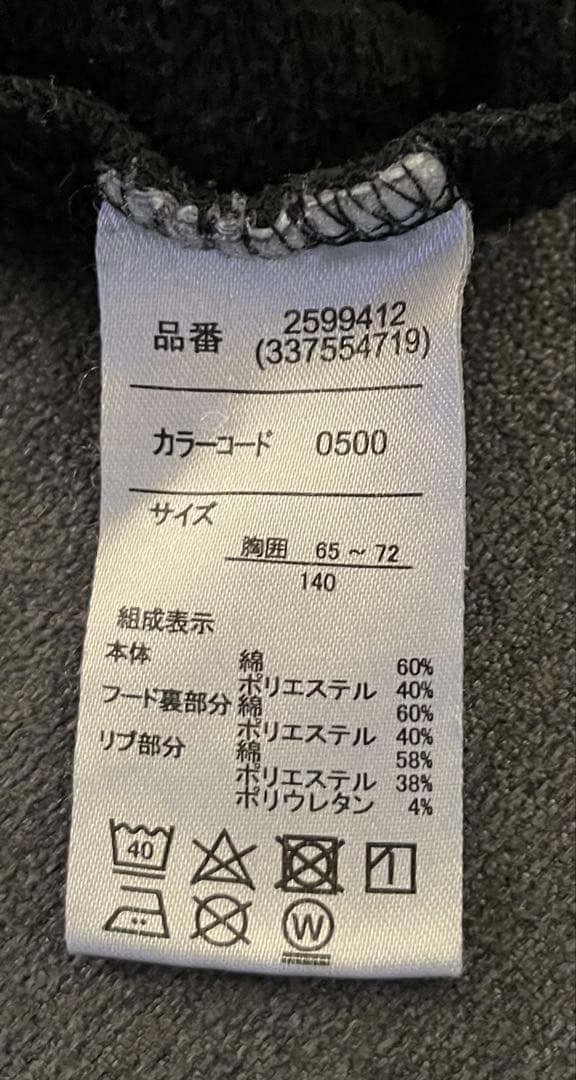 品番 2599412
(337554719)
カラーコード 0500
サイズ
胸囲 65~72
140
組成表示
本体 綿 60%
ポリエステル 40%
フード裏部分 綿 60%
ポリエステル 40%
リブ部分 綿 58%
ポリエステル 38%
ポリウレタン 4%
40
W